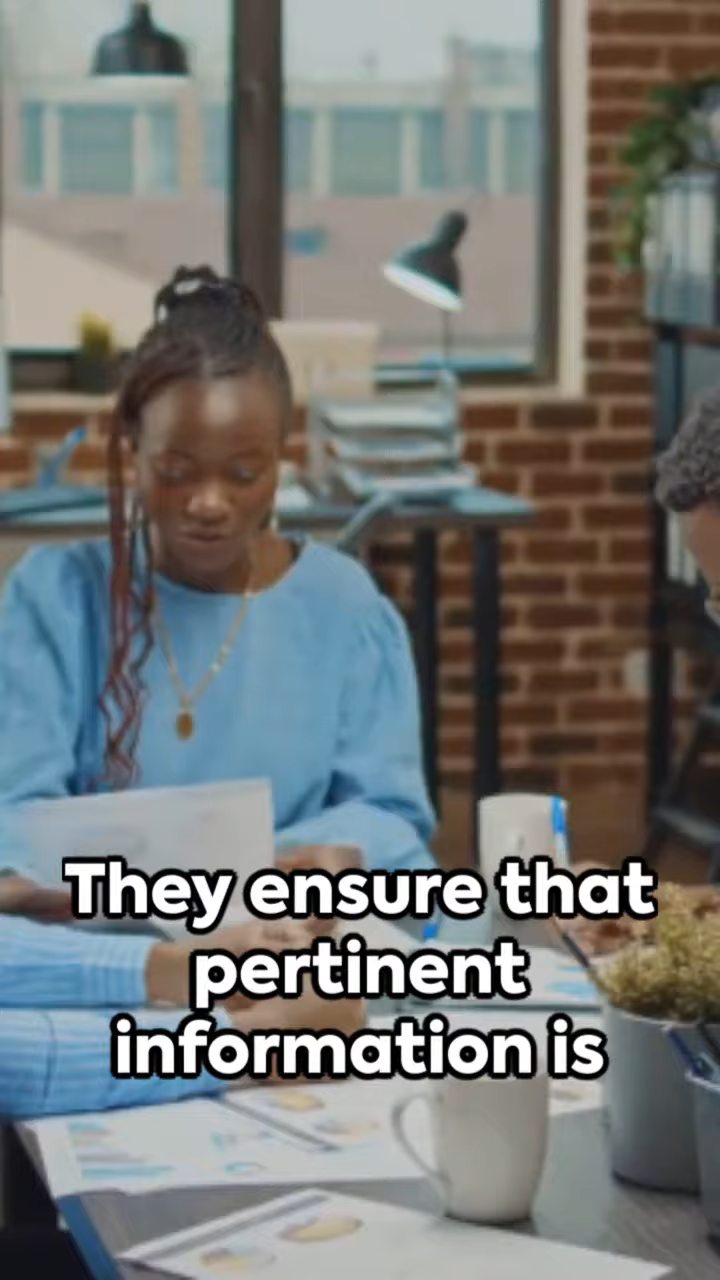 They ensure that
pertinent
information is